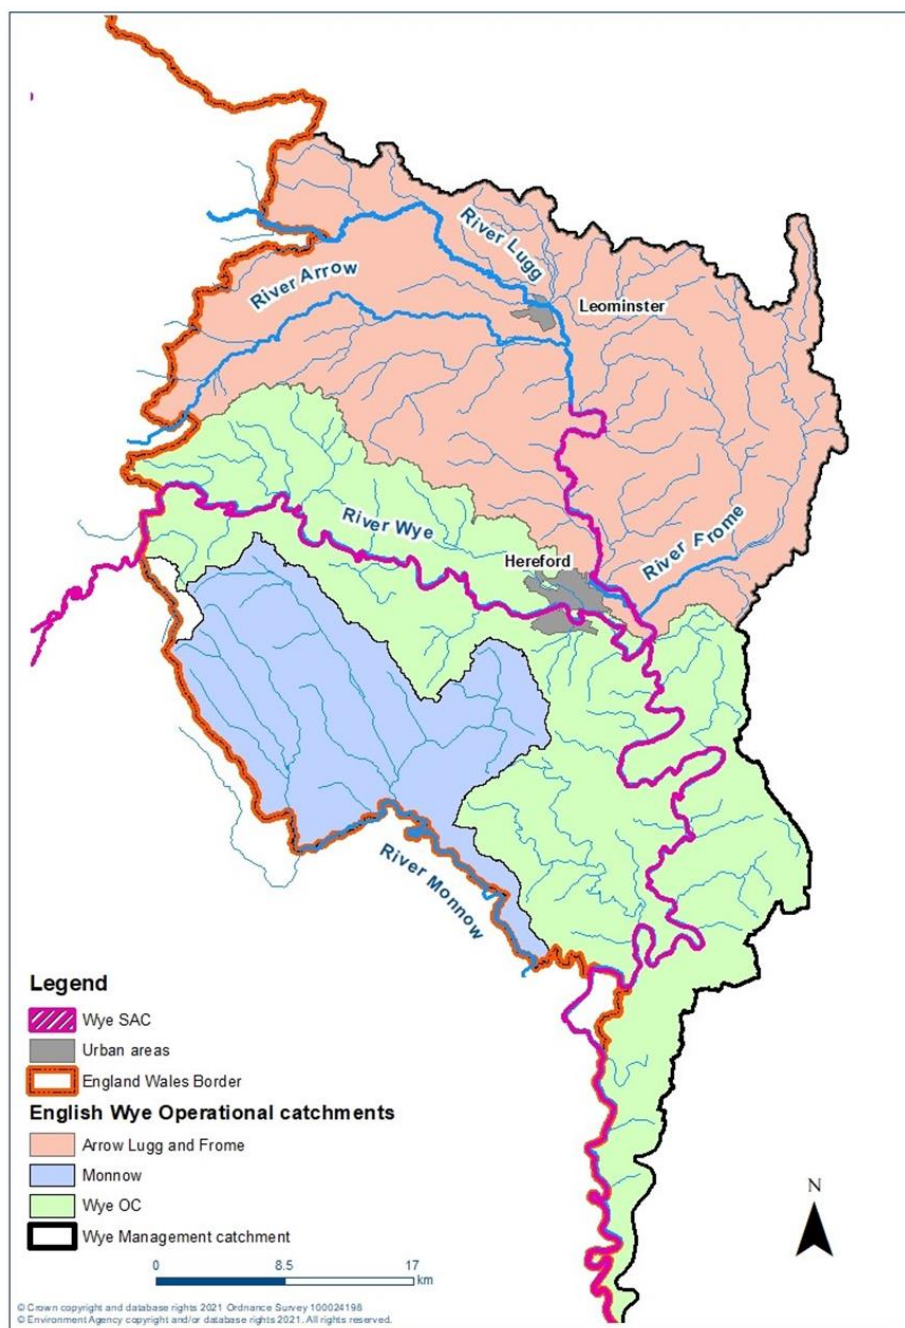 River Lugg
River Arrow
Leominster
River Wye
Hereford
River Frome
River Monnow
Legend
Wye SAC
Urban areas
England Wales Border
English Wye Operational catchments
Arrow Lugg and Frome
Monnow
Wye OC
Wye Management catchment
N
0 8.5 17
km
© Crown copyright and database rights 2021 Ordnance Survey 100024198
© Environment Agency copyright and/or database rights 2021. All rights reserved.